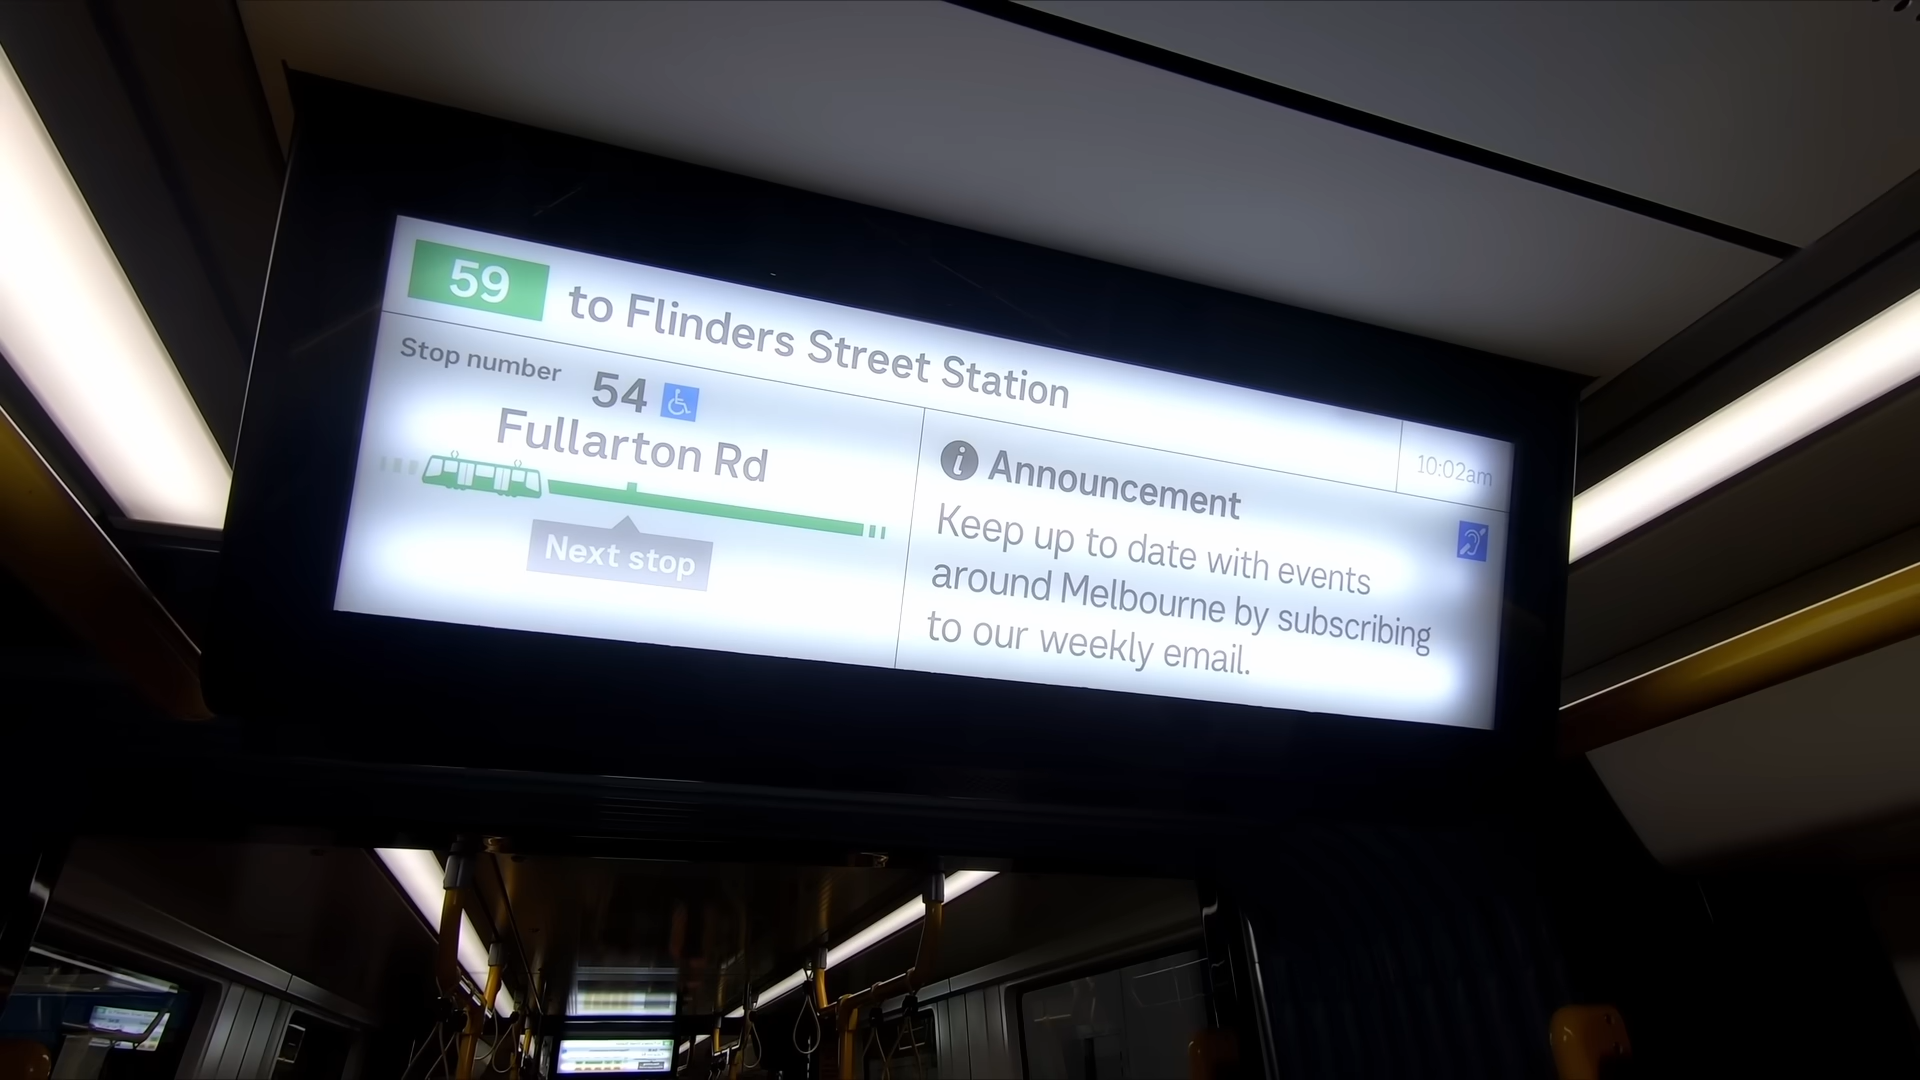 59 to Flinders Street Station
10:02am
Stop number 54
Fullarton Rd
Next stop
Announcement
Keep up to date with events
around Melbourne by subscribing
to our weekly email.